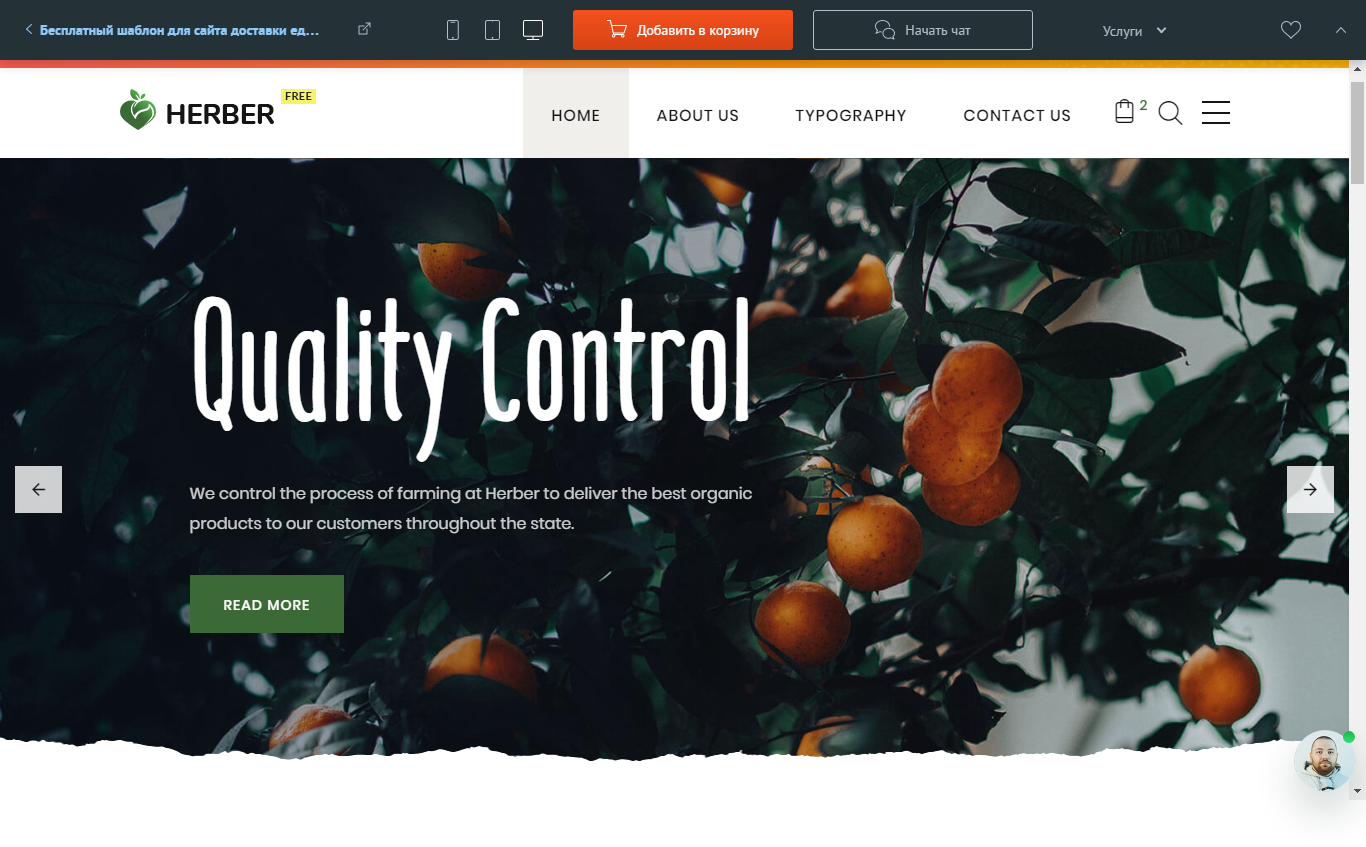 Бесплатный шаблон для сайта доставки ед...
Добавить в корзину
Начать чат
Услуги
HERBER
FREE
HOME
ABOUT US
TYPOGRAPHY
CONTACT US
2
Quality Control
We control the process of farming at Herber to deliver the best organic
products to our customers throughout the state.
READ MORE